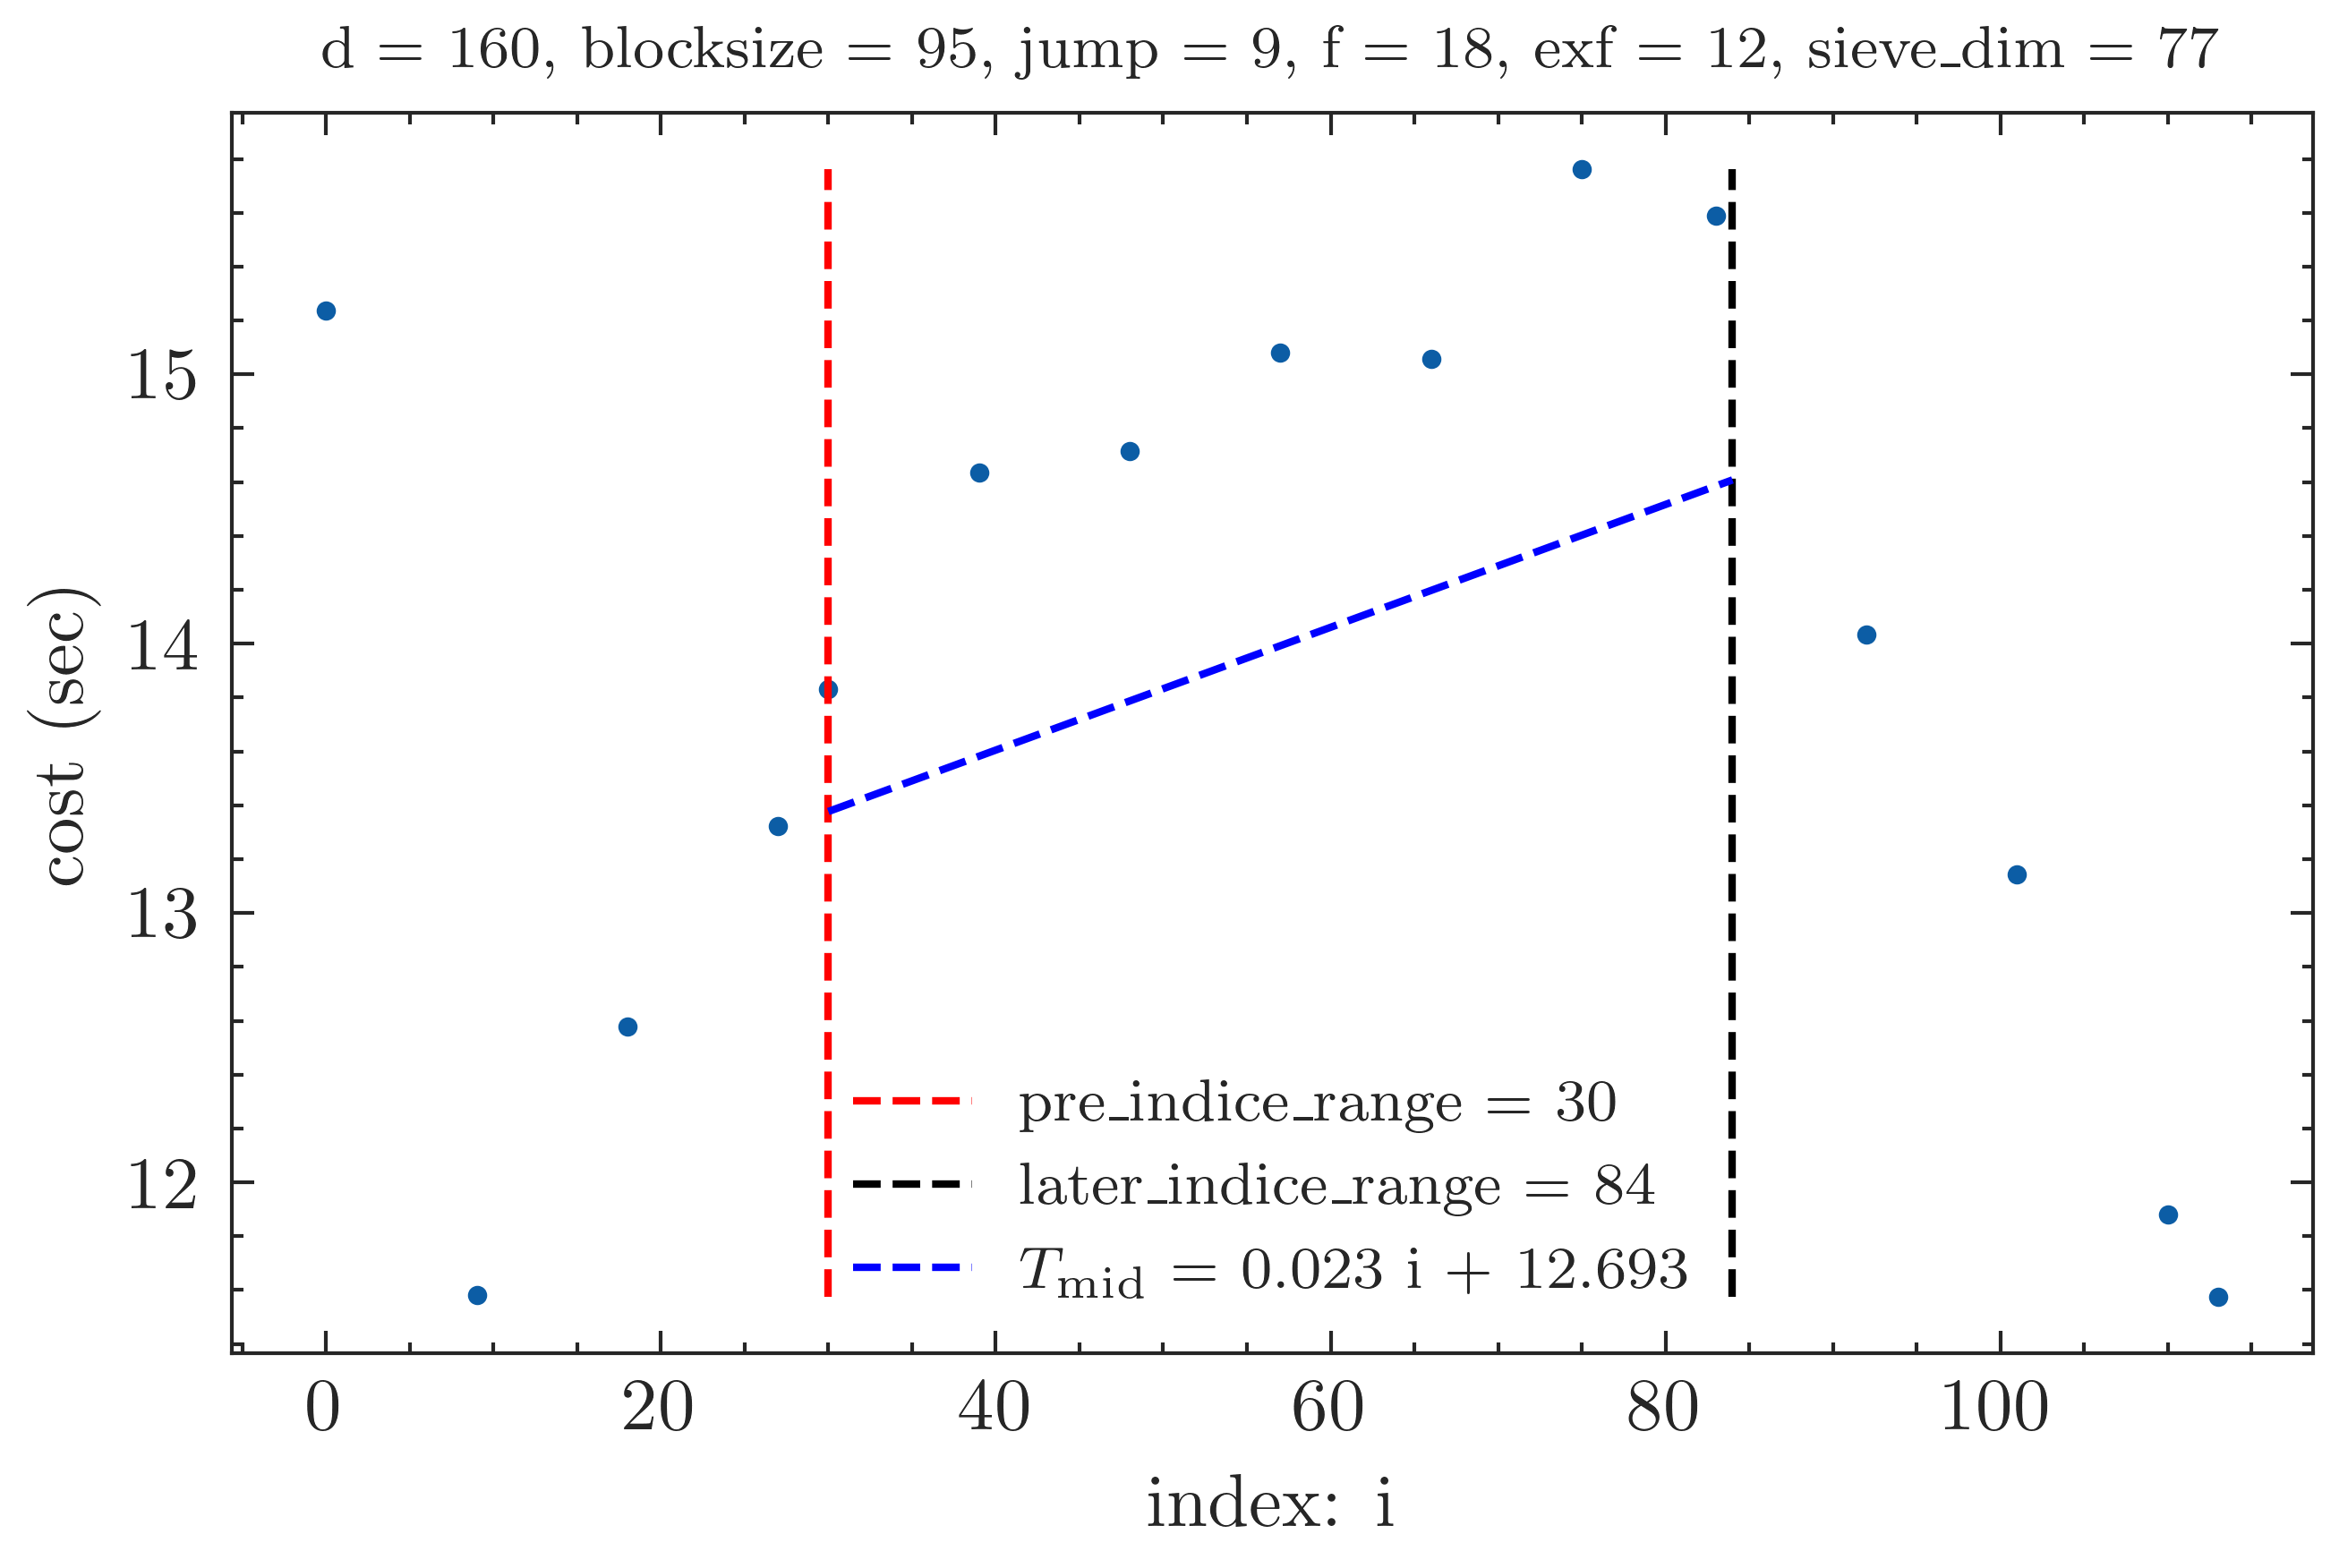 d = 160, blocksize = 95, jump = 9, f = 18, exf = 12, sieve_dim = 77
cost (sec)
15
14
13
12
pre_indice_range = 30
later_indice_range = 84
T_mid = 0.023 i + 12.693
0 20 40 60 80 100
index: i